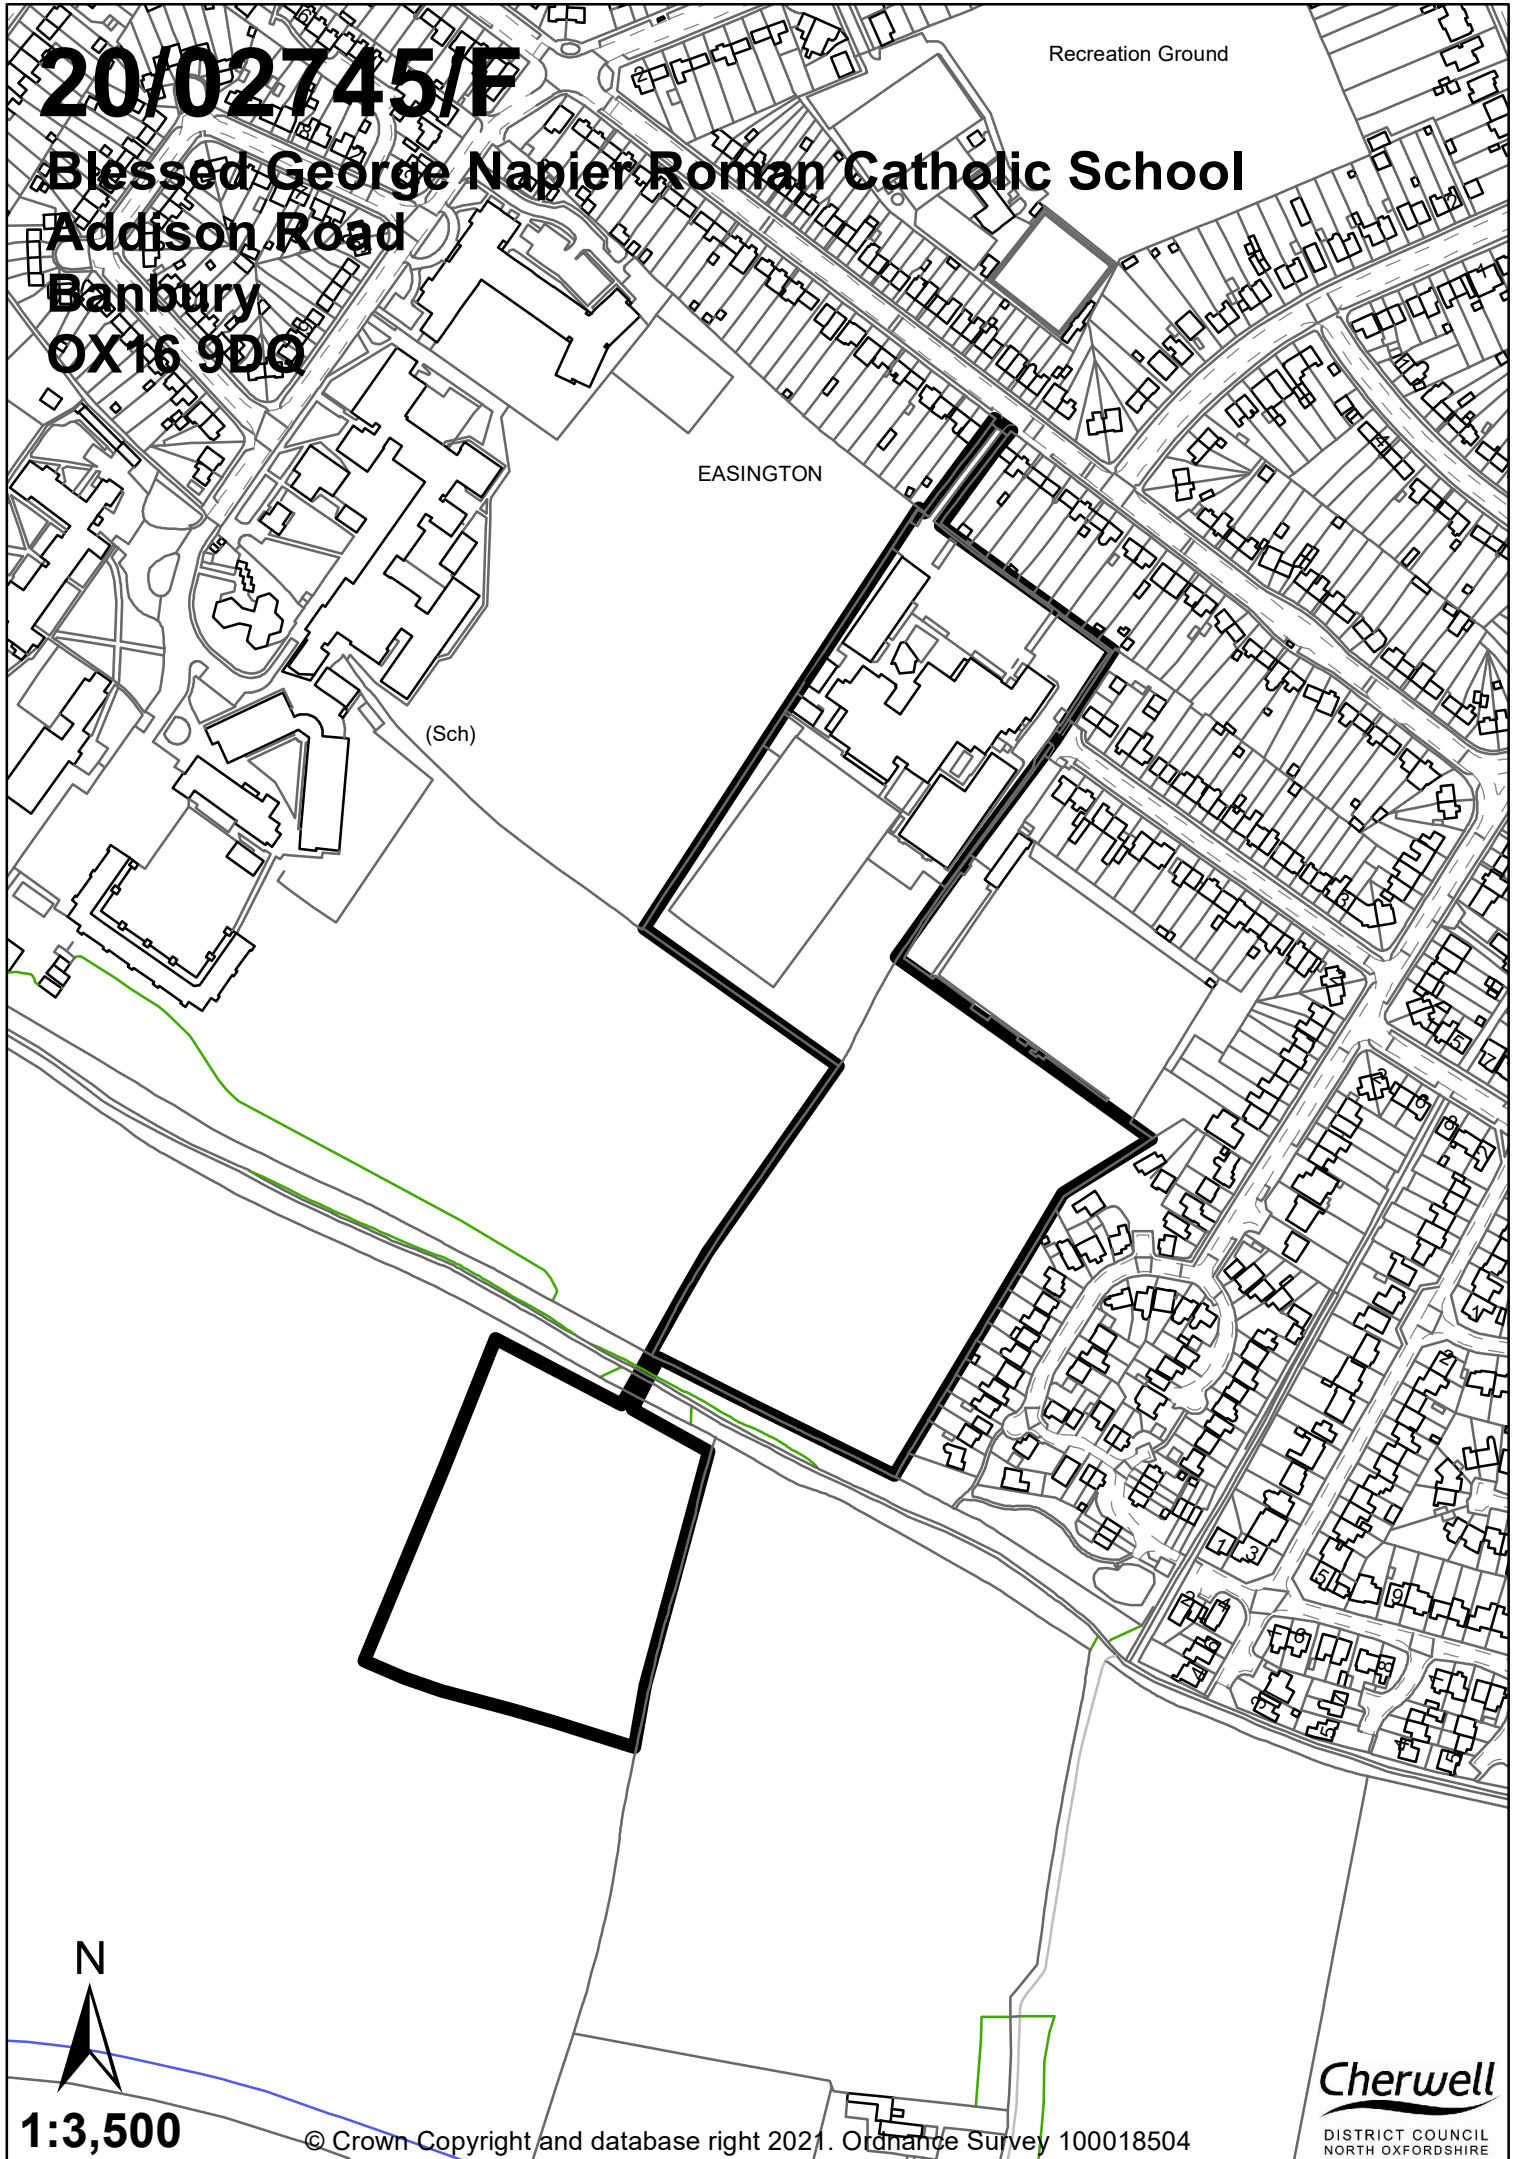 20/02745/F
Blessed George Napier Roman Catholic School
Addison Road
Banbury
OX16 9DQ
Recreation Ground
EASINGTON
(Sch)
N
1:3,500
© Crown Copyright and database right 2021. Ordnance Survey 100018504
Cherwell
DISTRICT COUNCIL
NORTH OXFORDSHIRE